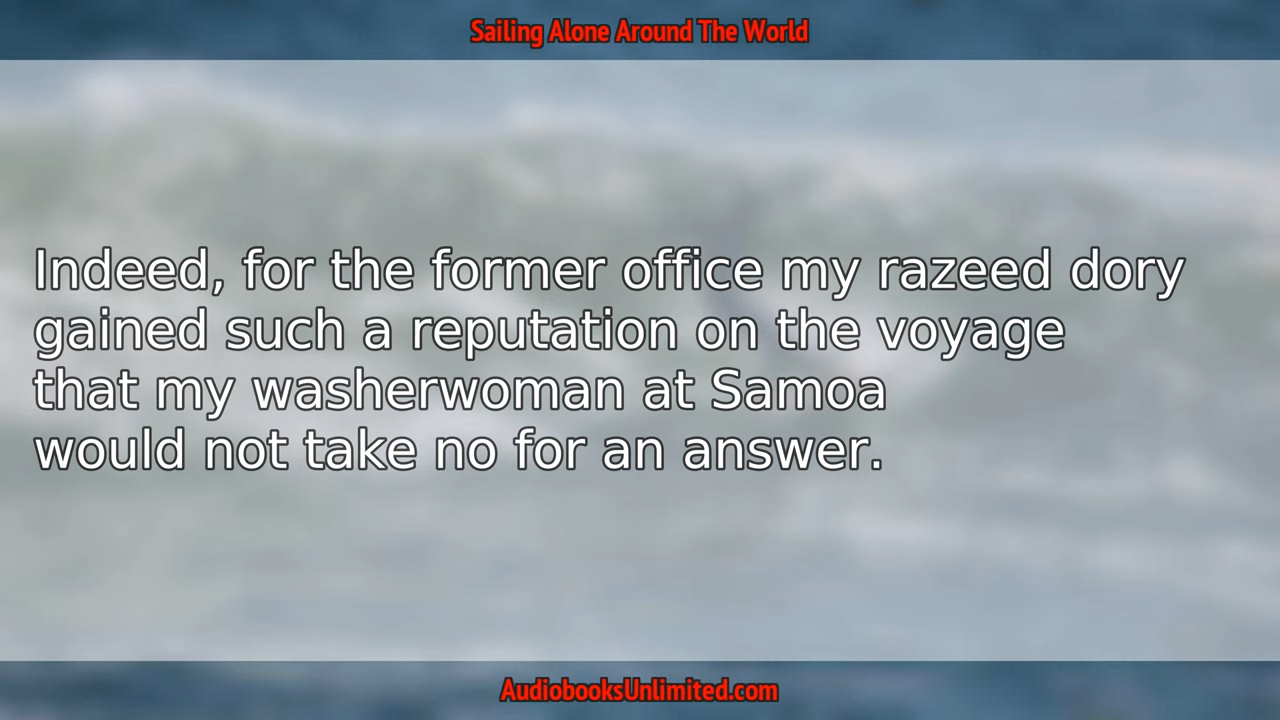 Sailing Alone Around The World
Indeed, for the former office my razeed dory
gained such a reputation on the voyage
that my washerwoman at Samoa
would not take no for an answer.
AudiobooksUnlimited.com